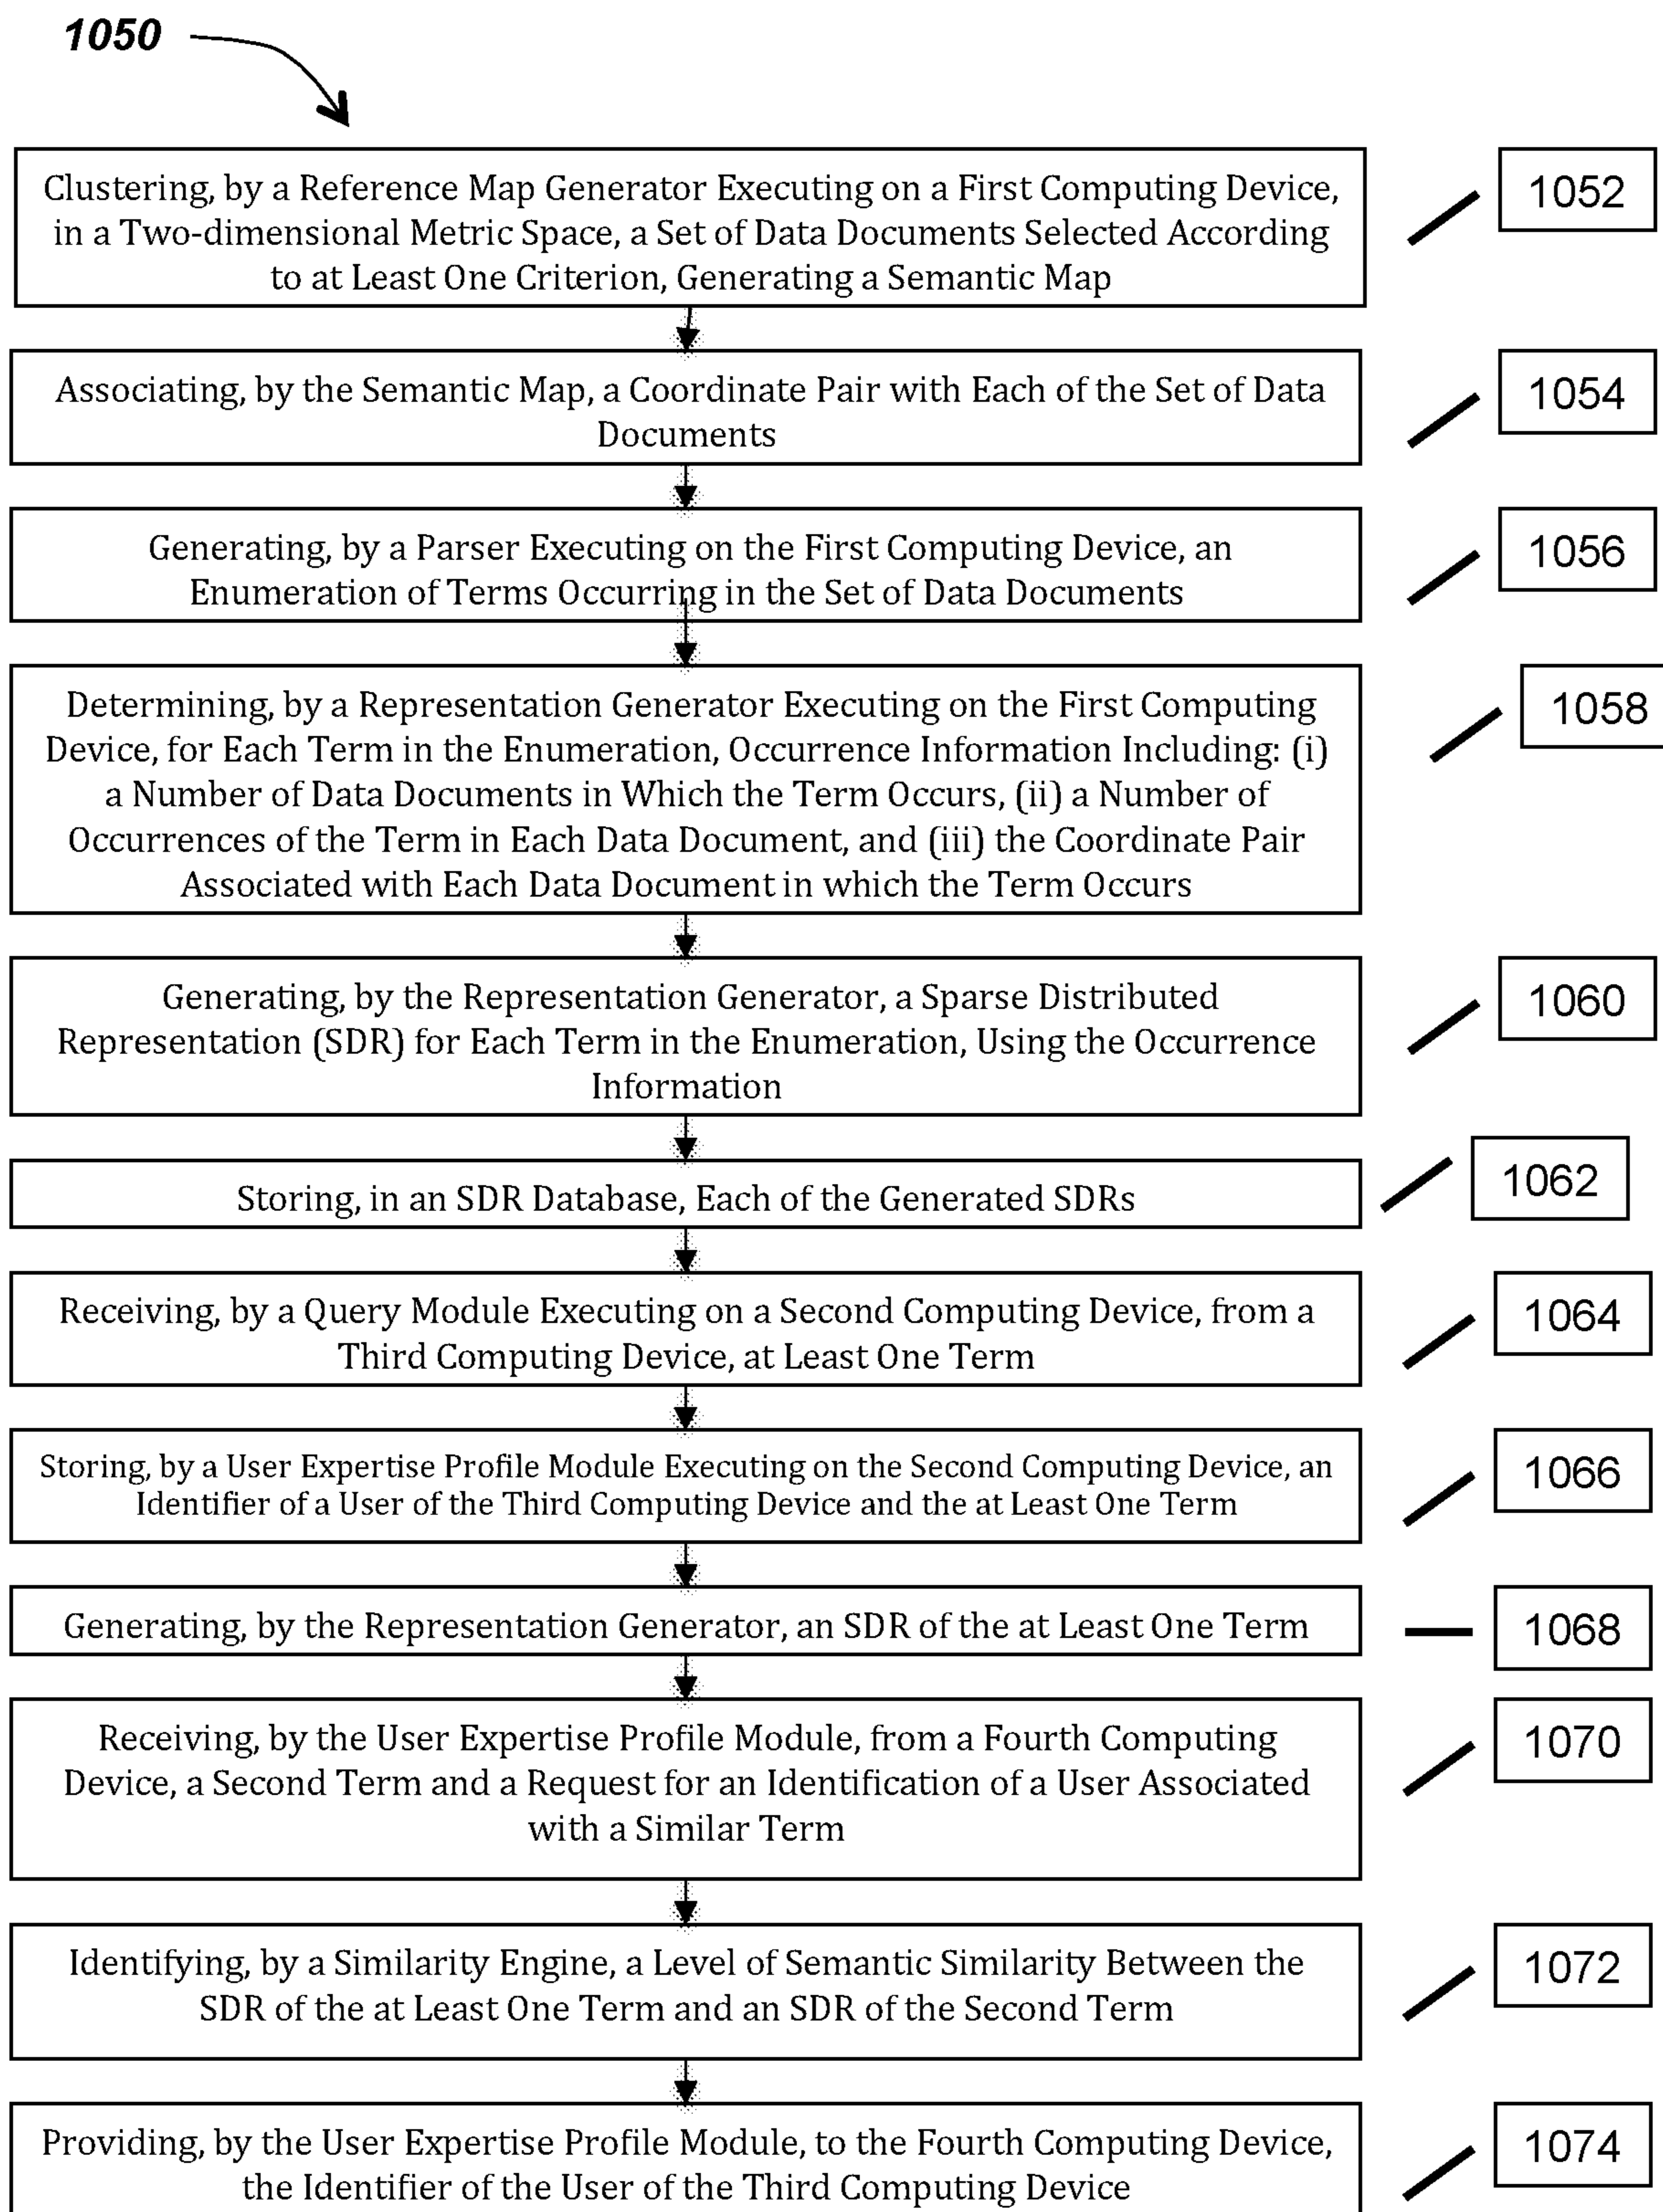 1050
Clustering, by a Reference Map Generator Executing on a First Computing Device,
in a Two-dimensional Metric Space, a Set of Data Documents Selected According
to at Least One Criterion, Generating a Semantic Map
1052
Associating, by the Semantic Map, a Coordinate Pair with Each of the Set of Data
Documents
1054
Generating, by a Parser Executing on the First Computing Device, an
Enumeration of Terms Occurring in the Set of Data Documents
1056
Determining, by a Representation Generator Executing on the First Computing
Device, for Each Term in the Enumeration, Occurrence Information Including: (i)
a Number of Data Documents in Which the Term Occurs, (ii) a Number of
Occurrences of the Term in Each Data Document, and (iii) the Coordinate Pair
Associated with Each Data Document in which the Term Occurs
1058
Generating, by the Representation Generator, a Sparse Distributed
Representation (SDR) for Each Term in the Enumeration, Using the Occurrence
Information
1060
Storing, in an SDR Database, Each of the Generated SDRs
1062
Receiving, by a Query Module Executing on a Second Computing Device, from a
Third Computing Device, at Least One Term
1064
Storing, by a User Expertise Profile Module Executing on the Second Computing Device, an
Identifier of a User of the Third Computing Device and the at Least One Term
1066
Generating, by the Representation Generator, an SDR of the at Least One Term
1068
Receiving, by the User Expertise Profile Module, from a Fourth Computing
Device, a Second Term and a Request for an Identification of a User Associated
with a Similar Term
1070
Identifying, by a Similarity Engine, a Level of Semantic Similarity Between the
SDR of the at Least One Term and an SDR of the Second Term
1072
Providing, by the User Expertise Profile Module, to the Fourth Computing Device,
the Identifier of the User of the Third Computing Device
1074